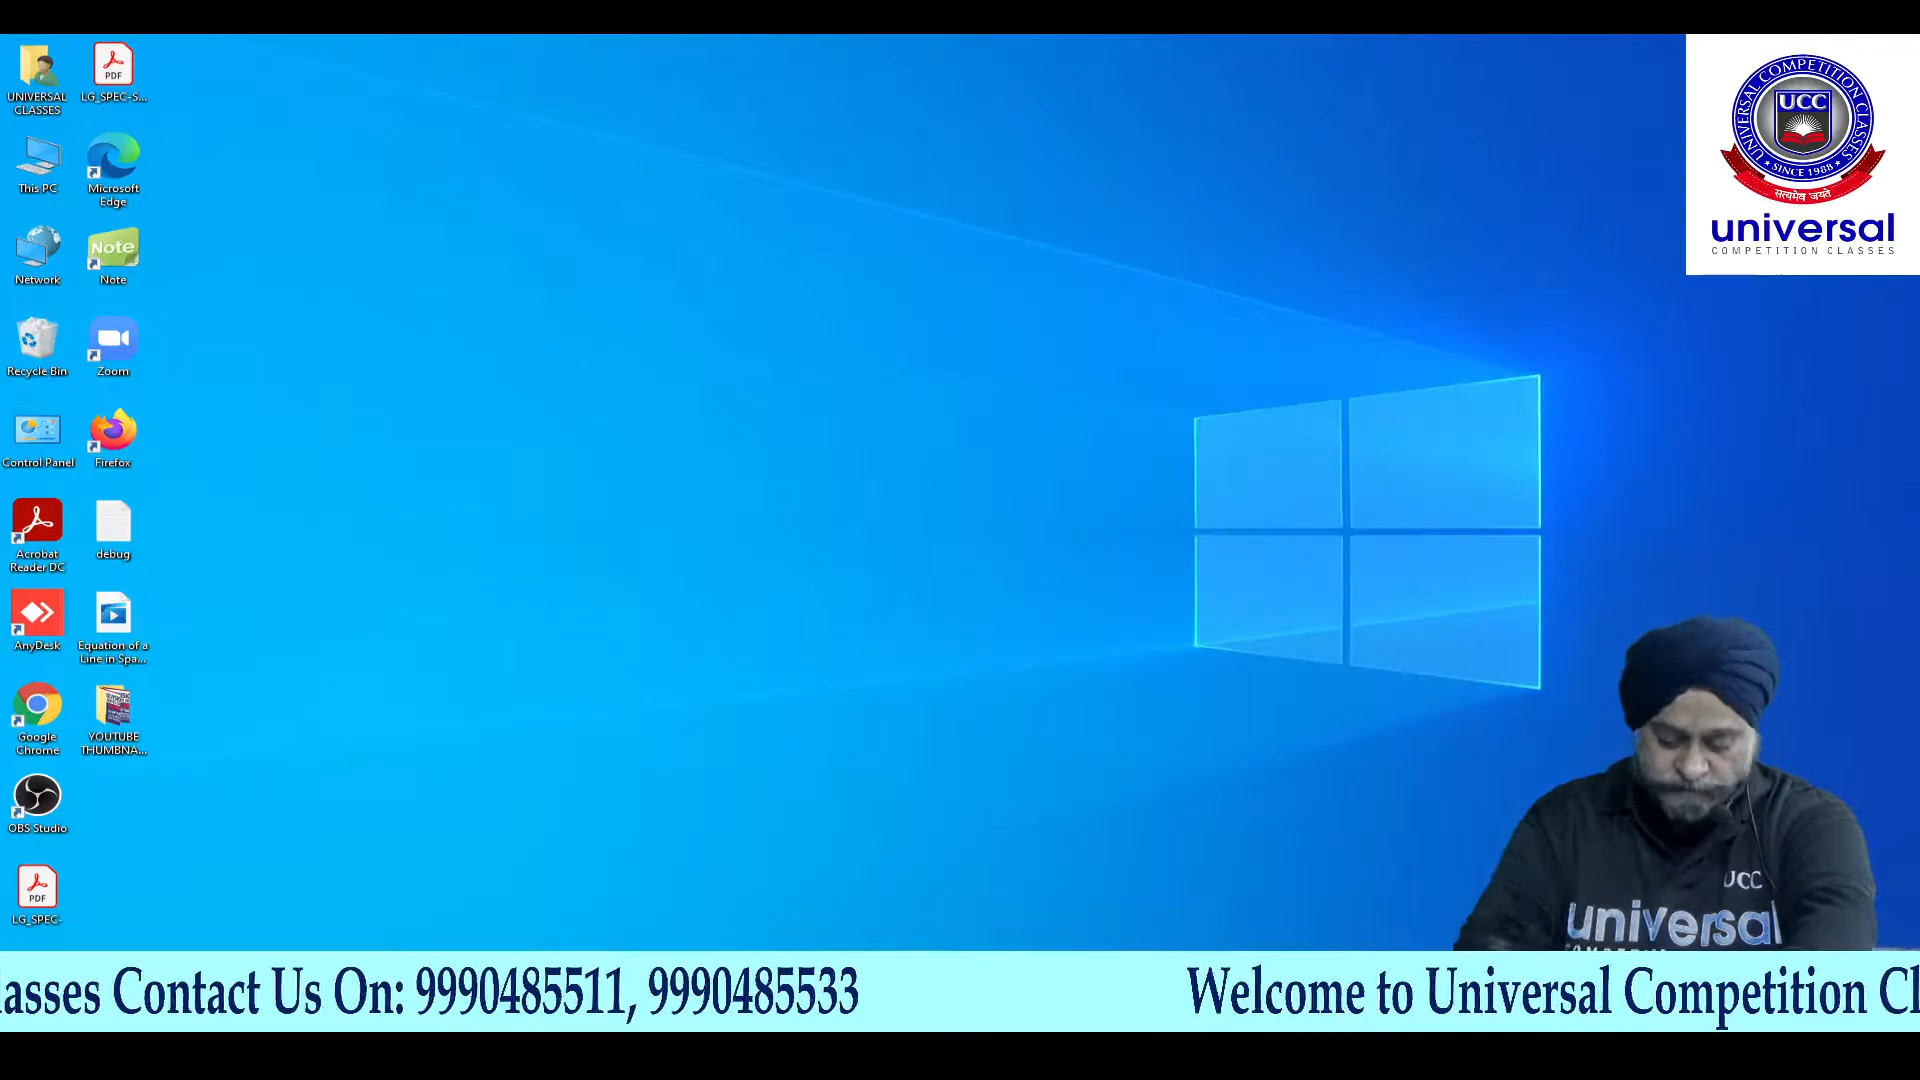 UNIVERSAL
CLASSES
PDF
LG_SPEC-S...
This PC
Microsoft
Edge
Network
Note
Note
Recycle Bin
Zoom
Control Panel
Firefox
Acrobat
Reader DC
debug
AnyDesk
Equation of a
Line in Spa...
Google
Chrome
YOUTUBE
THUMBNA...
OBS Studio
PDF
LG_SPEC-
UNIVERSAL COMPETITION CLASSES
UCC
* SINCE 1988 *
सत्यमेव जयते
universal
COMPETITION CLASSES
UCC
universal
lasses Contact Us On: 9990485511, 9990485533
Welcome to Universal Competition Cl